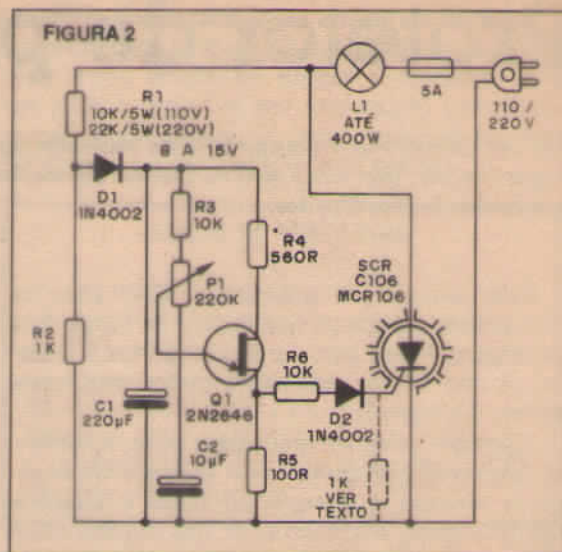 FIGURA 2
R1
10K/5W(110V)
22K/5W(220V)
8 A 15V
D1
1N4002
R2
1K
C1
220µF
R3
10K
P1
220K
C2
10µF
R4
560R
Q1
2N2646
R6
10K
D2
1N4002
R5
100R
1K
VER
TEXTO
SCR
C106
MCR106
L1
ATÉ
400W
5A
110/
220V